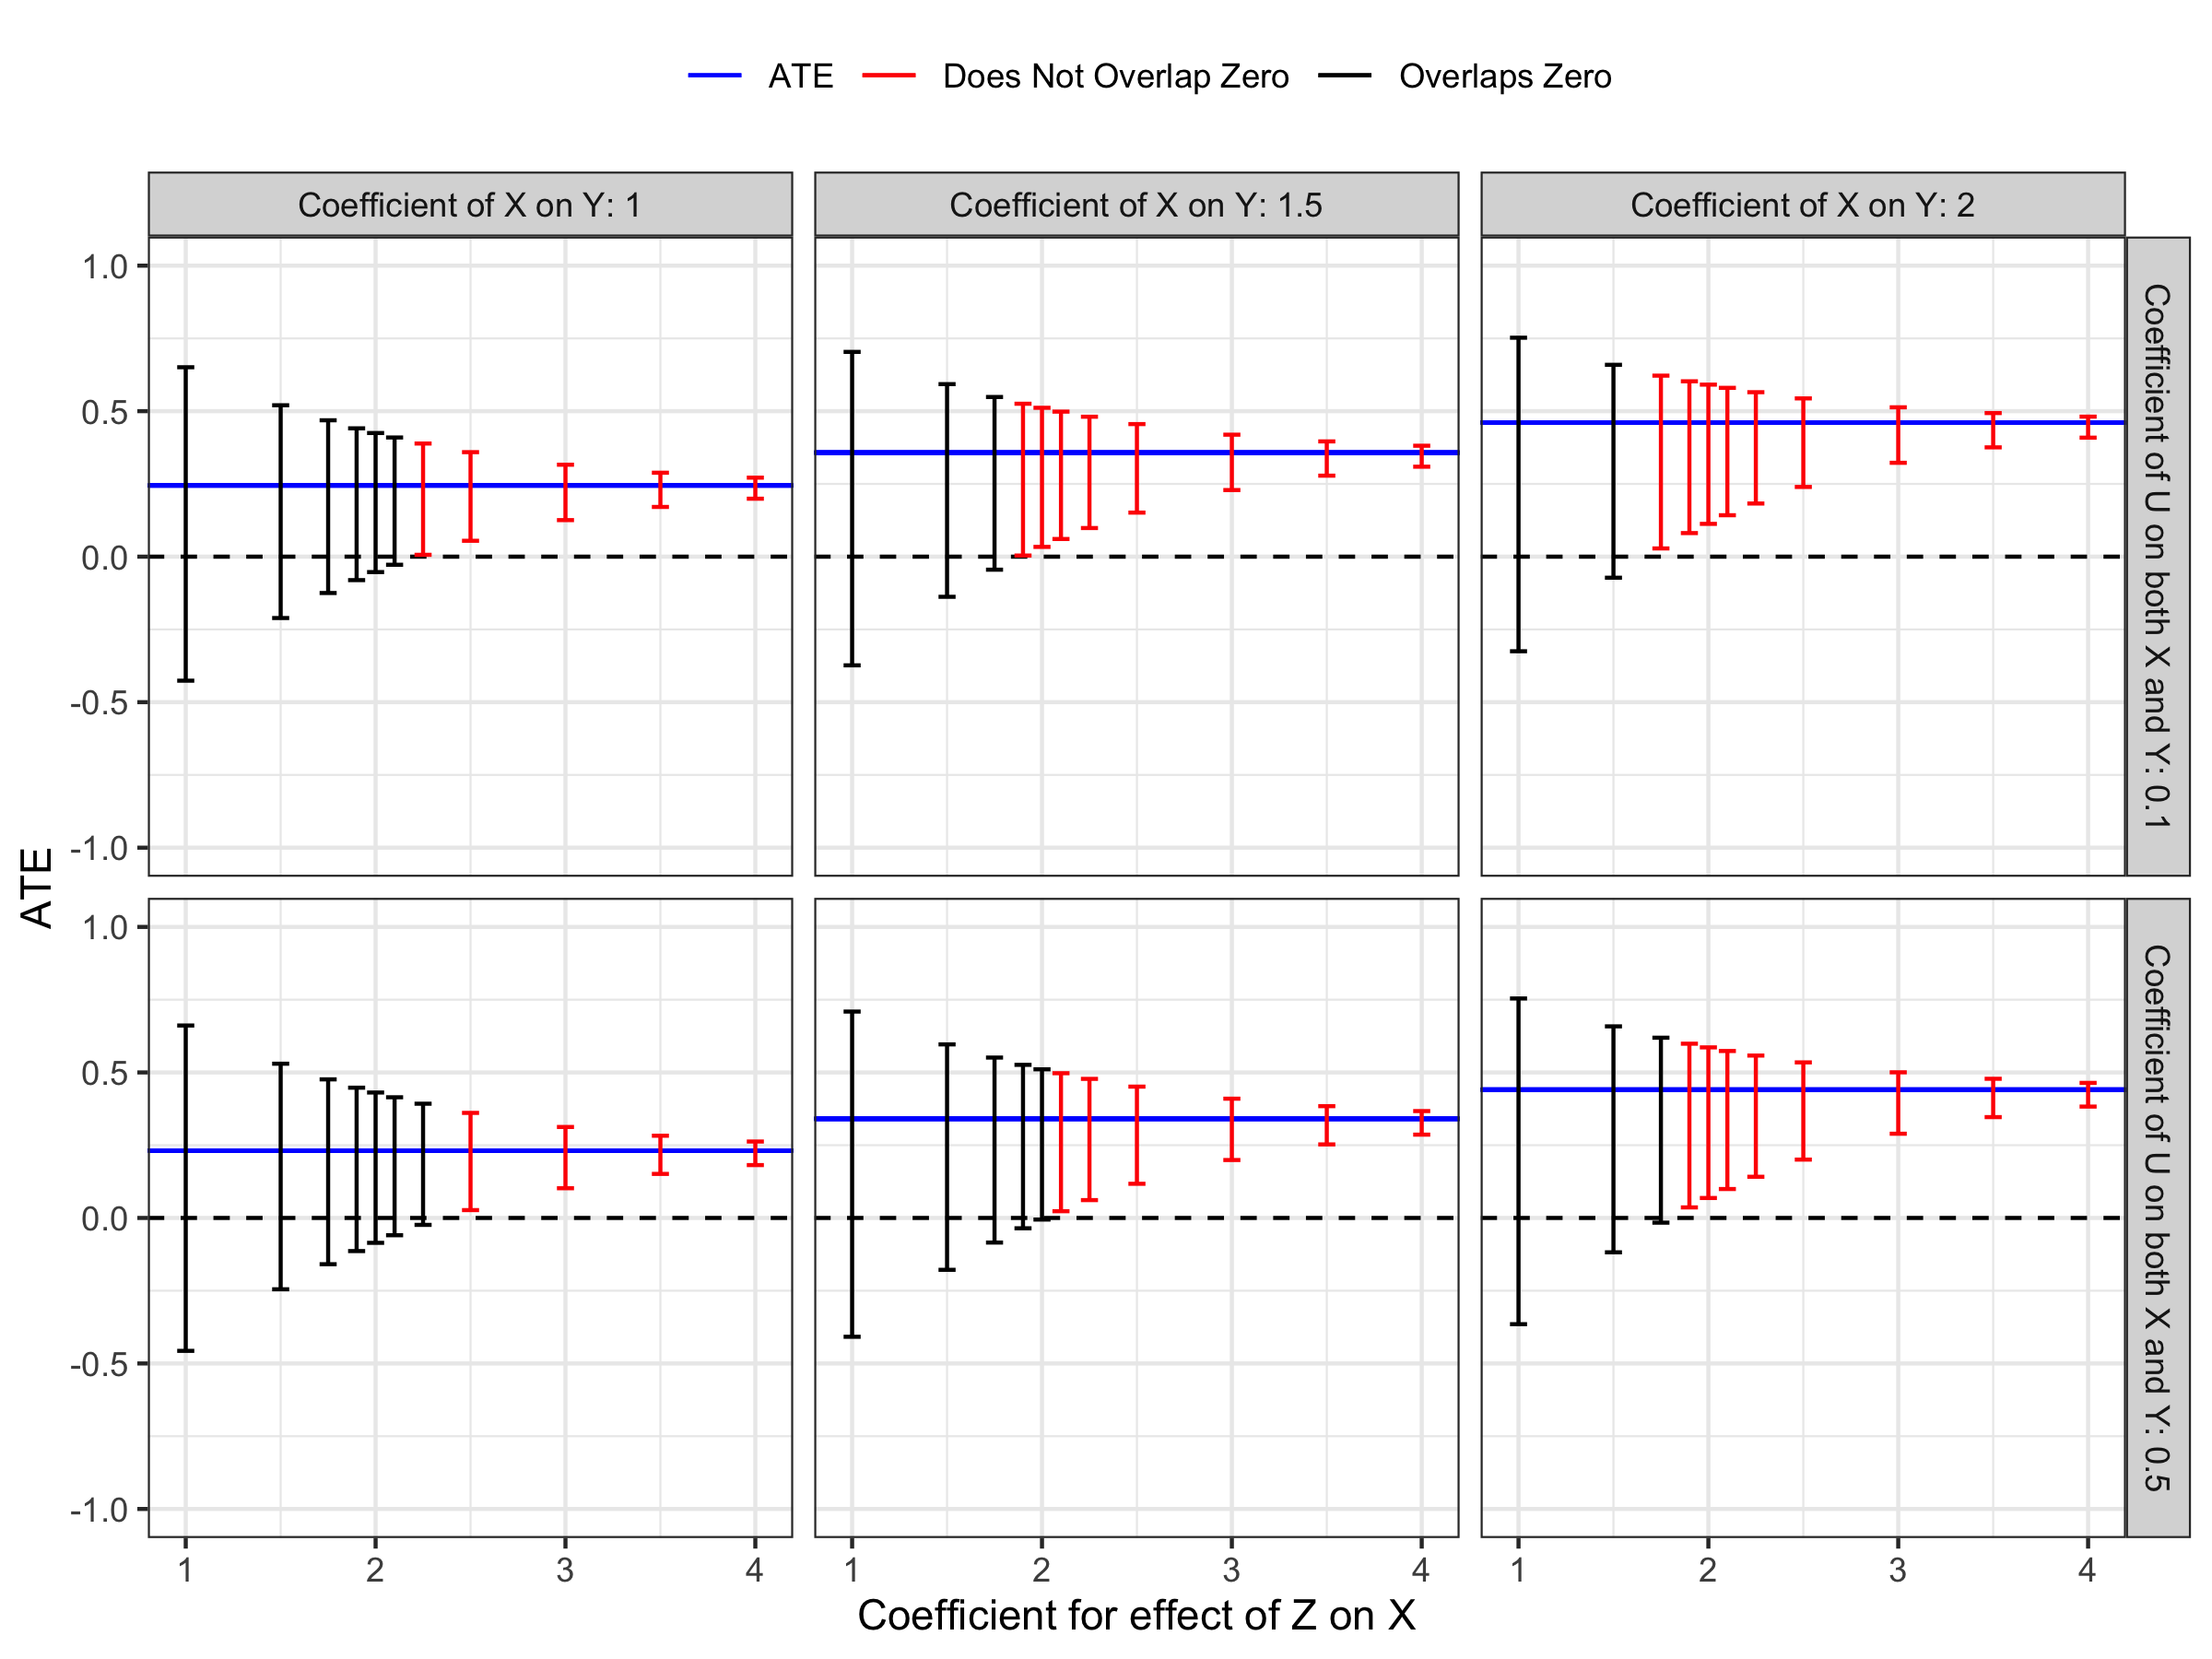 ATE Does Not Overlap Zero Overlaps Zero
Coefficient of X on Y: 1
Coefficient of X on Y: 1.5
Coefficient of X on Y: 2
1.0
0.5
0.0
-0.5
-1.0
Coefficient of U on both X and Y: 0.1
ATE
1.0
0.5
0.0
-0.5
-1.0
Coefficient of U on both X and Y: 0.5
1 2 3 4
1 2 3 4
1 2 3 4
Coefficient for effect of Z on X